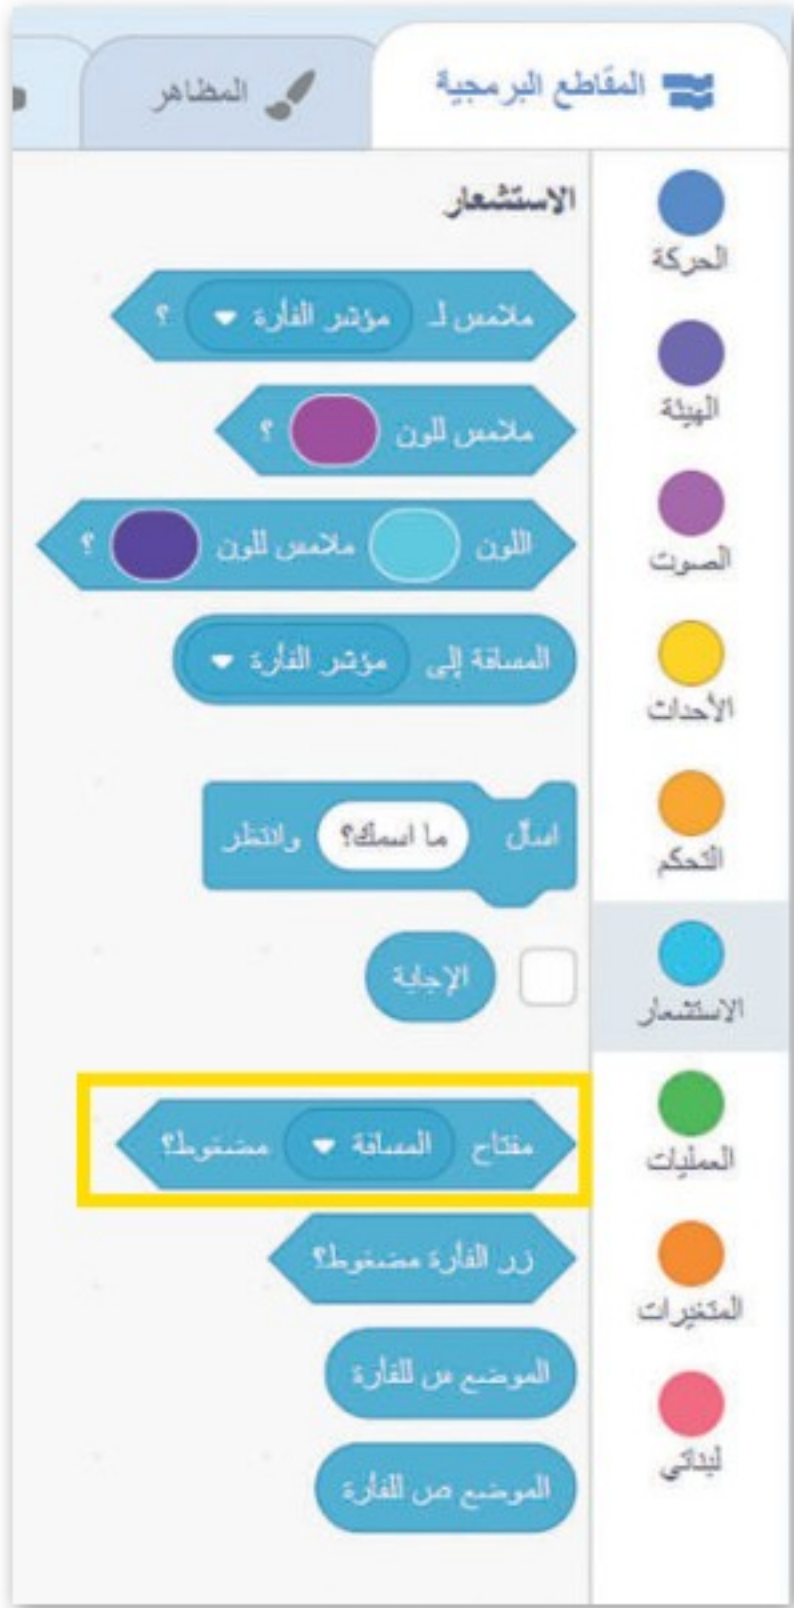 المقاطع البرمجية
المظاهر
الحركة
الهيئة
الصوت
الأحداث
التحكم
الاستشعار
العمليات
المتغيرات
لبناتي
الاستشعار
ملامس لـ مؤشر الفأرة ؟
ملامس للون ؟
اللون ملامس للون ؟
المسافة إلى مؤشر الفأرة
اسأل ما اسمك؟ وانتظر
الإجابة
مفتاح المسافة مضغوط؟
زر الفأرة مضغوط؟
الموضع س للفأرة
الموضع ص للفأرة